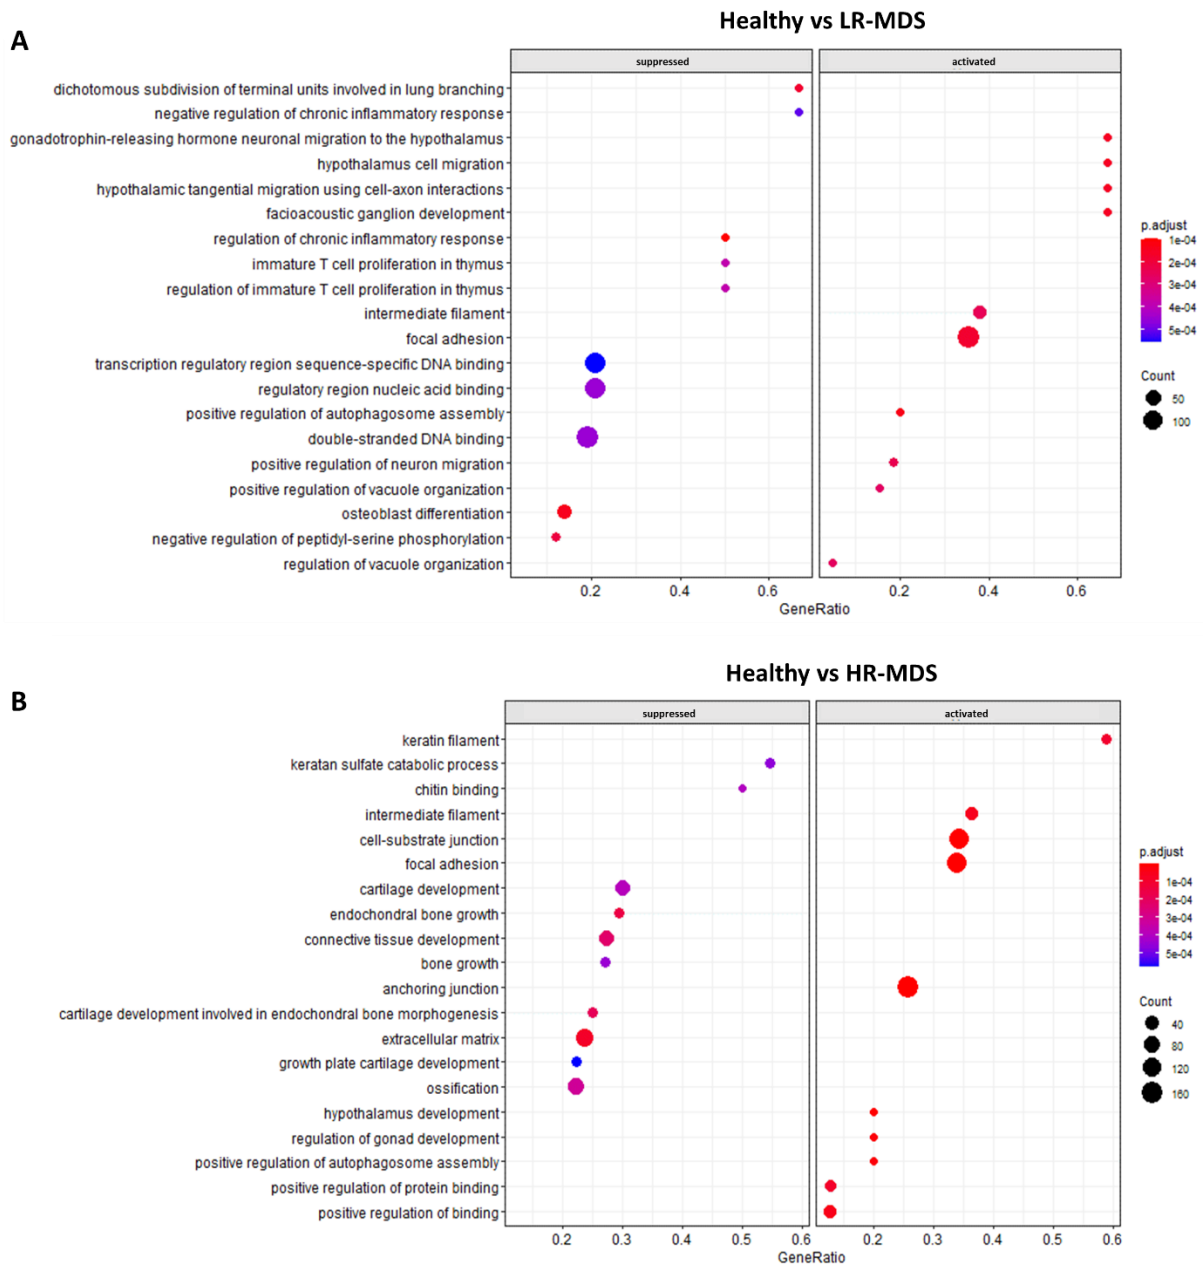 Healthy vs LR-MDS
A
suppressed
activated
dichotomous subdivision of terminal units involved in lung branching
negative regulation of chronic inflammatory response
gonadotrophin-releasing hormone neuronal migration to the hypothalamus
hypothalamus cell migration
hypothalamic tangential migration using cell-axon interactions
facioacoustic ganglion development
regulation of chronic inflammatory response
immature T cell proliferation in thymus
regulation of immature T cell proliferation in thymus
intermediate filament
focal adhesion
transcription regulatory region sequence-specific DNA binding
regulatory region nucleic acid binding
positive regulation of autophagosome assembly
double-stranded DNA binding
positive regulation of neuron migration
positive regulation of vacuole organization
osteoblast differentiation
negative regulation of peptidyl-serine phosphorylation
regulation of vacuole organization
0.2 0.4 0.6 0.2 0.4 0.6
GeneRatio
p.adjust
1e-04
2e-04
3e-04
4e-04
5e-04
Count
50
100
Healthy vs HR-MDS
B
suppressed
activated
keratin filament
keratan sulfate catabolic process
chitin binding
intermediate filament
cell-substrate junction
focal adhesion
cartilage development
endochondral bone growth
connective tissue development
bone growth
anchoring junction
cartilage development involved in endochondral bone morphogenesis
extracellular matrix
growth plate cartilage development
ossification
hypothalamus development
regulation of gonad development
positive regulation of autophagosome assembly
positive regulation of protein binding
positive regulation of binding
0.2 0.3 0.4 0.5 0.6 0.2 0.3 0.4 0.5 0.6
GeneRatio
p.adjust
1e-04
2e-04
3e-04
4e-04
5e-04
Count
40
80
120
160